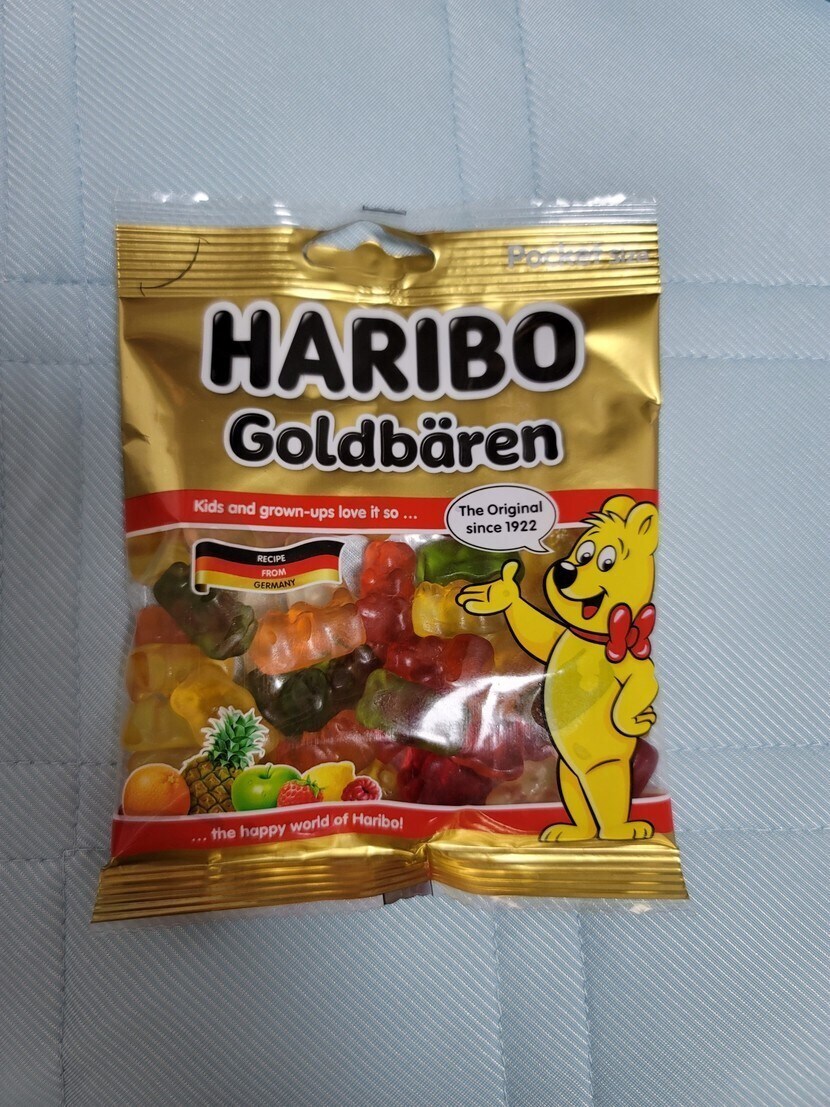 Pocket size
HARIBO
Goldbären
Kids and grown-ups love it so ...
The Original
since 1922
RECIPE
FROM
GERMANY
... the happy world of Haribo!